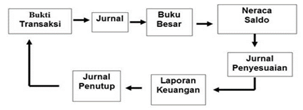 Bukti
Transaksi
Jurnal
Buku
Besar
Neraca
Saldo
Jurnal
Penyesuaian
Laporan
Keuangan
Jurnal
Penutup